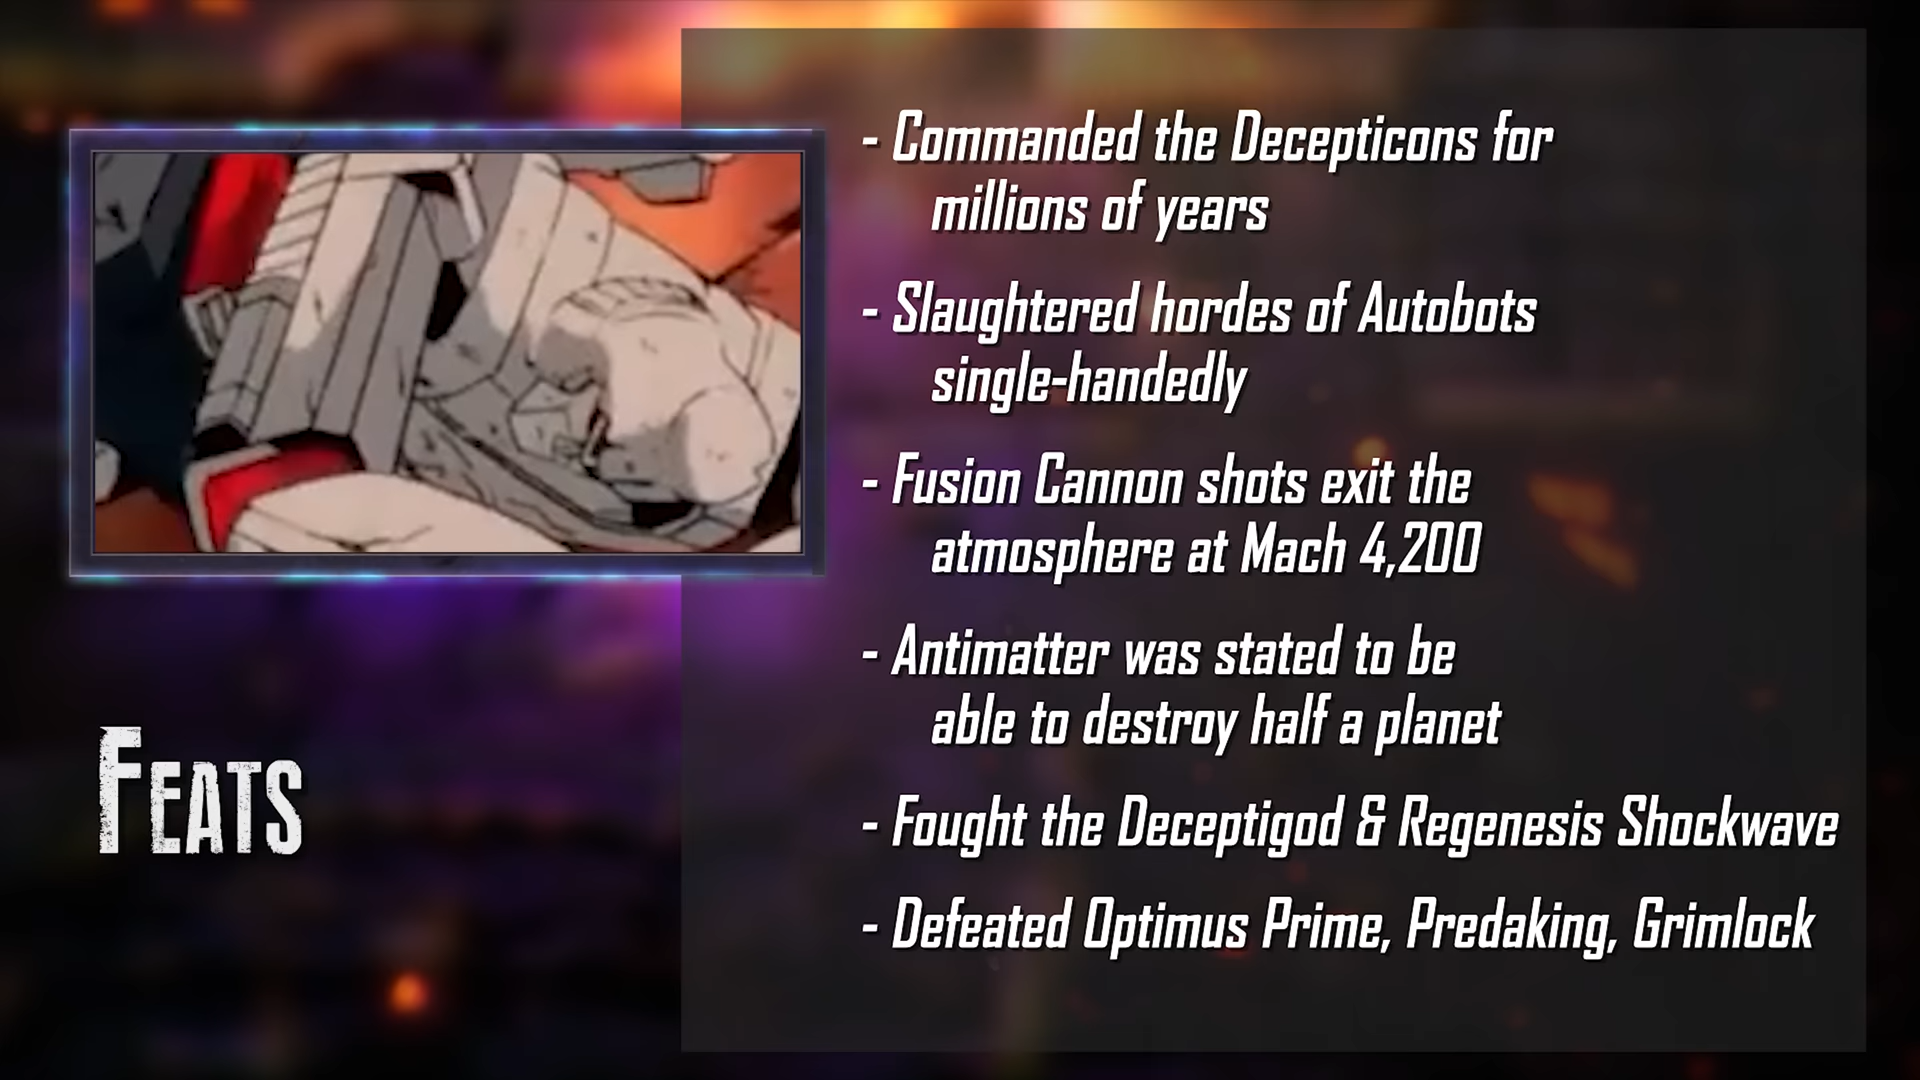 - Commanded the Decepticons for
millions of years
- Slaughtered hordes of Autobots
single-handedly
- Fusion Cannon shots exit the
atmosphere at Mach 4,200
- Antimatter was stated to be
able to destroy half a planet
- Fought the Deceptigod & Regenesis Shockwave
- Defeated Optimus Prime, Predaking, Grimlock
Feats